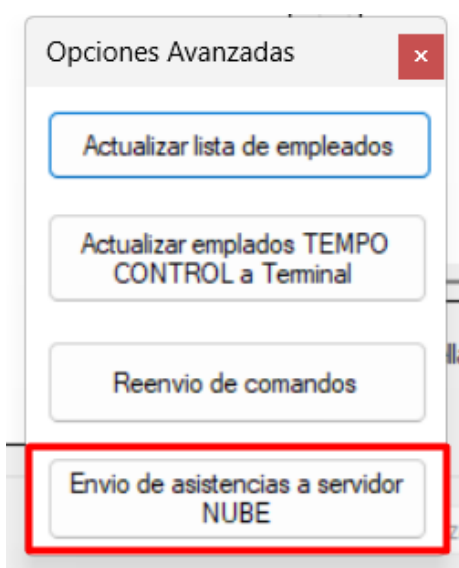 Opciones Avanzadas
×
Actualizar lista de empleados
Actualizar emplados TEMPO
CONTROL a Terminal
Reenvio de comandos
Envio de asistencias a servidor
NUBE